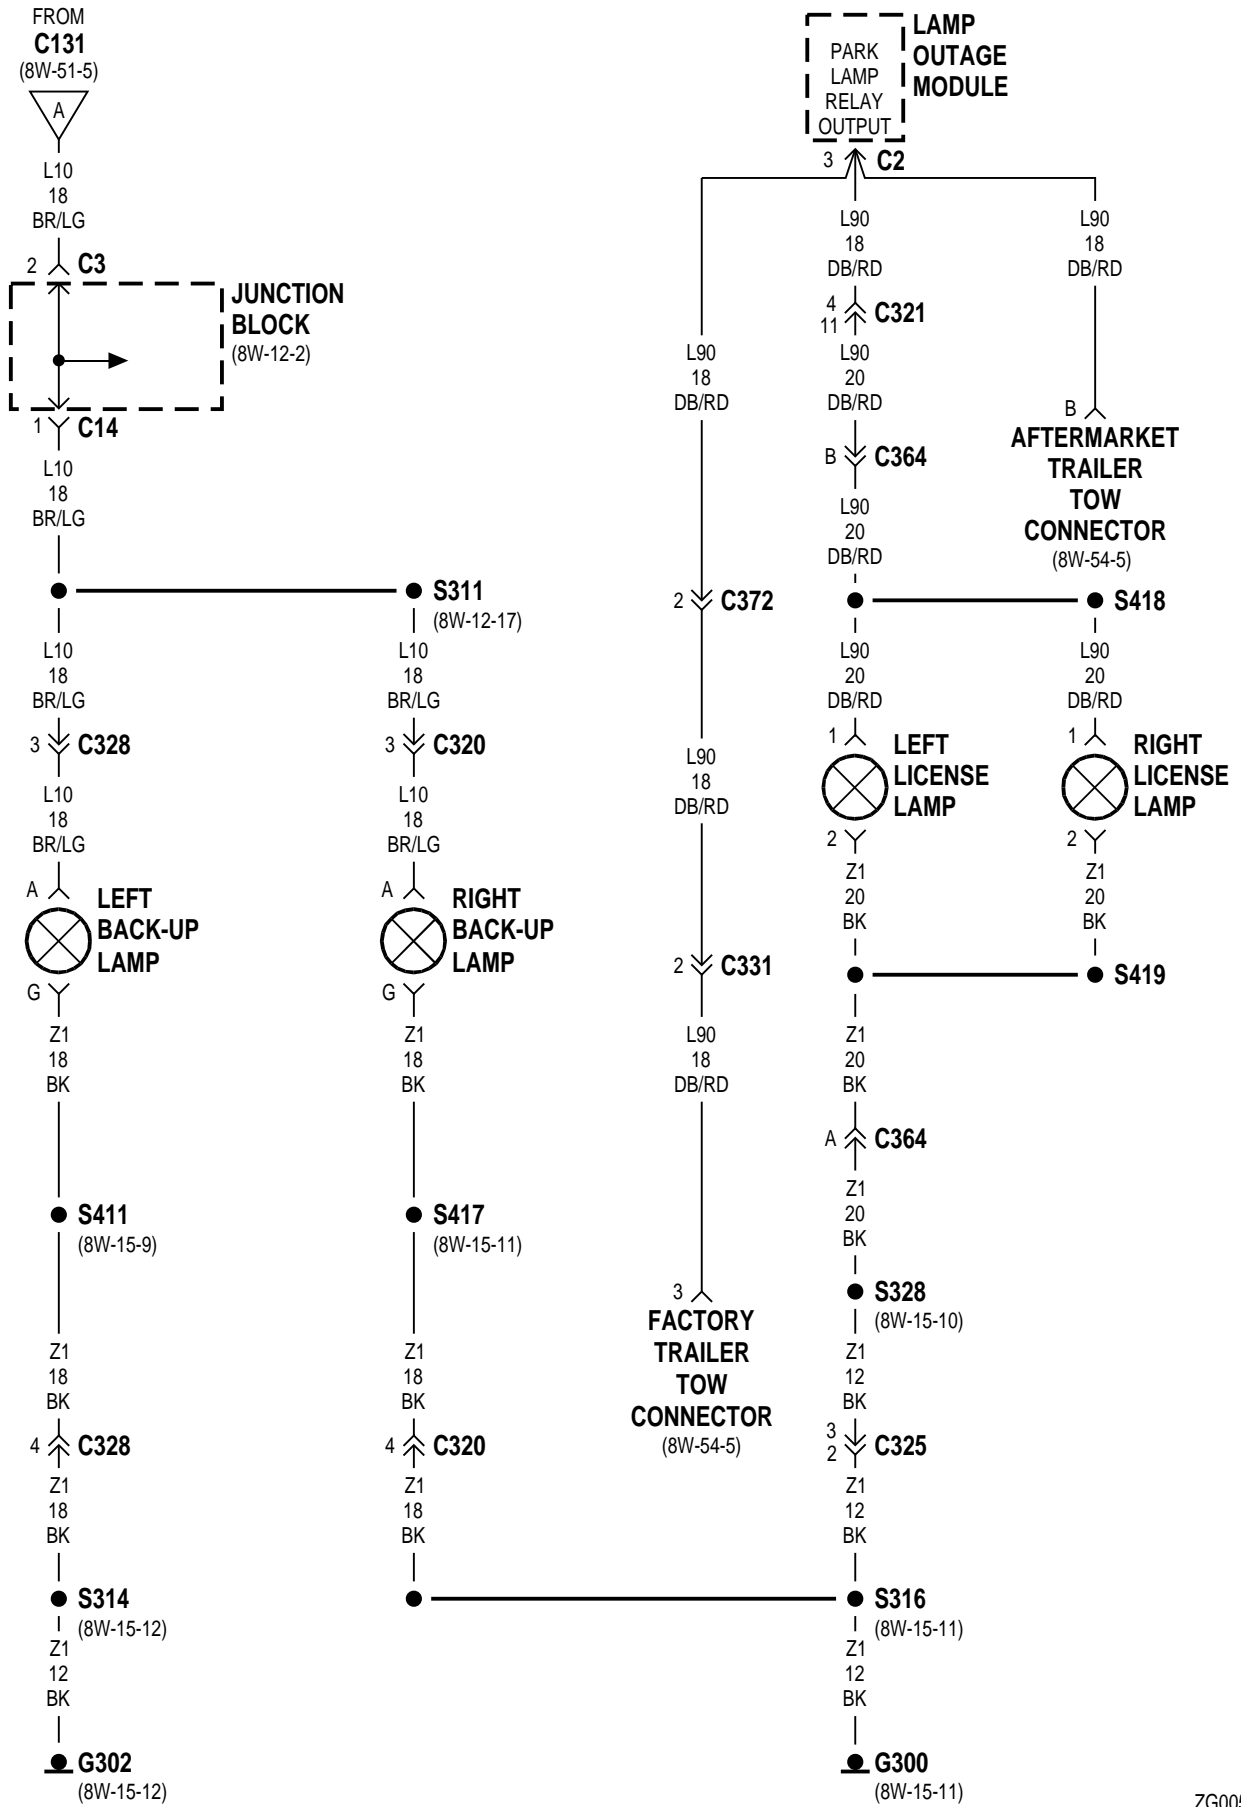 FROM
C131
(8W-51-5)
A
L10
18
BR/LG
2
C3
JUNCTION
BLOCK
(8W-12-2)
1
C14
L10
18
BR/LG
S311
(8W-12-17)
L10
18
BR/LG
3
C328
L10
18
BR/LG
A
LEFT
BACK-UP
LAMP
G
Z1
18
BK
S411
(8W-15-9)
Z1
18
BK
4
C328
Z1
18
BK
S314
(8W-15-12)
Z1
12
BK
G302
(8W-15-12)
L10
18
BR/LG
3
C320
L10
18
BR/LG
A
RIGHT
BACK-UP
LAMP
G
Z1
18
BK
S417
(8W-15-11)
Z1
18
BK
4
C320
Z1
18
BK
LAMP
OUTAGE
MODULE
PARK
LAMP
RELAY
OUTPUT
3
C2
L90
18
DB/RD
2
C372
L90
18
DB/RD
2
C331
L90
18
DB/RD
3
FACTORY
TRAILER
TOW
CONNECTOR
(8W-54-5)
L90
18
DB/RD
4
11
C321
L90
20
DB/RD
B
C364
L90
20
DB/RD
L90
20
DB/RD
1
LEFT
LICENSE
LAMP
2
Z1
20
BK
Z1
20
BK
A
C364
Z1
20
BK
S328
(8W-15-10)
Z1
12
BK
3
2
C325
Z1
12
BK
S316
(8W-15-11)
Z1
12
BK
G300
(8W-15-11)
L90
18
DB/RD
B
AFTERMARKET
TRAILER
TOW
CONNECTOR
(8W-54-5)
S418
L90
20
DB/RD
1
RIGHT
LICENSE
LAMP
2
Z1
20
BK
S419